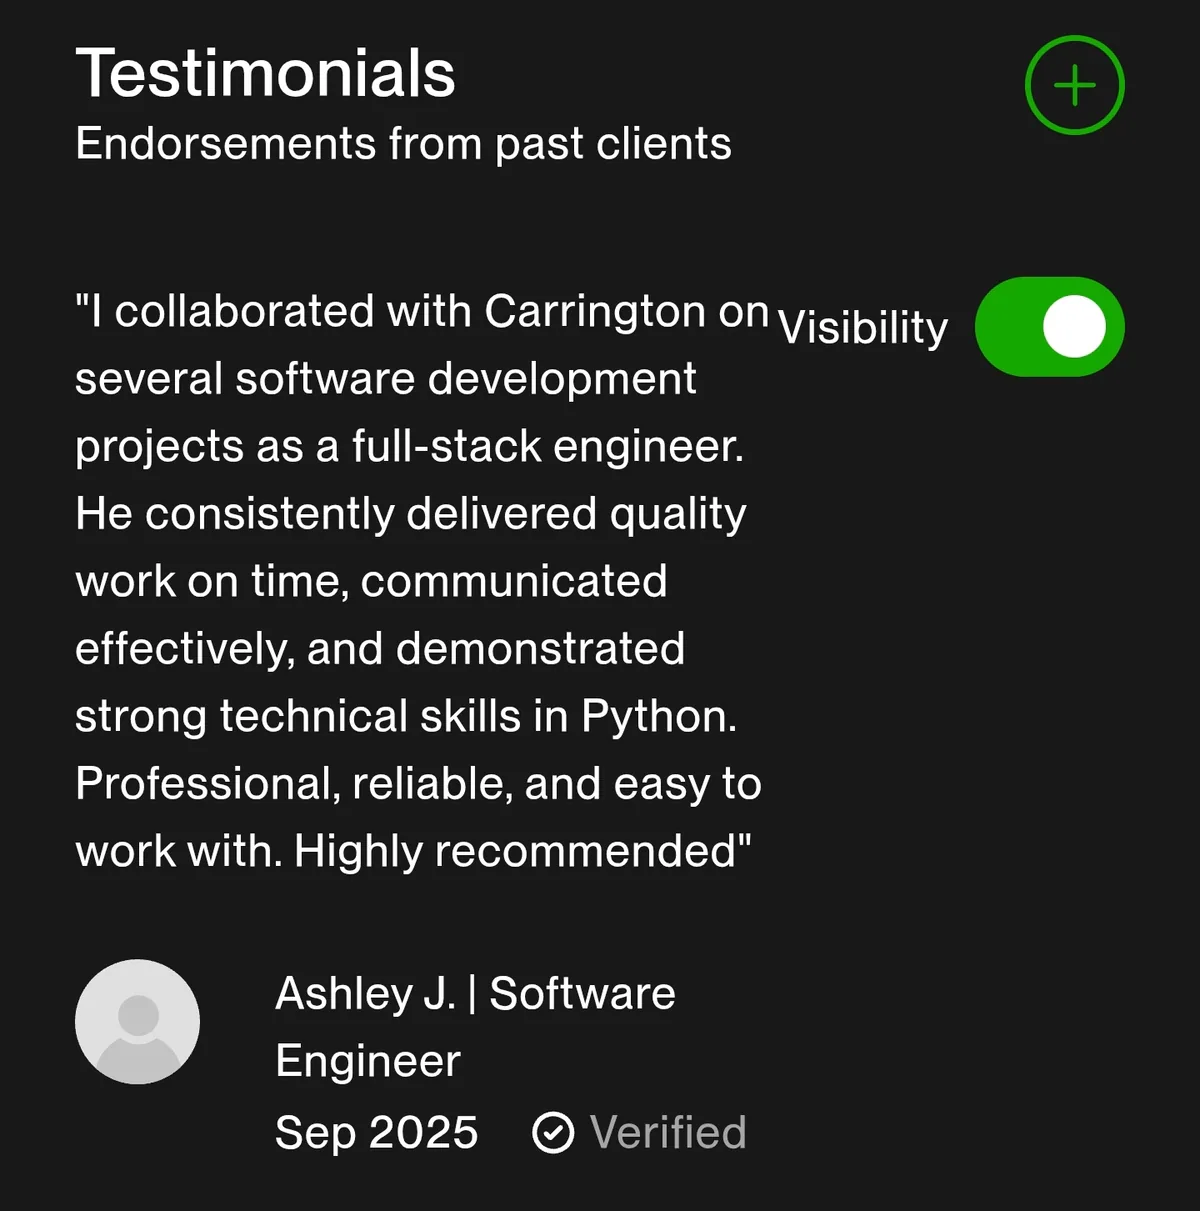 Testimonials
Endorsements from past clients
"I collaborated with Carrington on
several software development
projects as a full-stack engineer.
He consistently delivered quality
work on time, communicated
effectively, and demonstrated
strong technical skills in Python.
Professional, reliable, and easy to
work with. Highly recommended"
Visibility
Ashley J. | Software
Engineer
Sep 2025 Verified